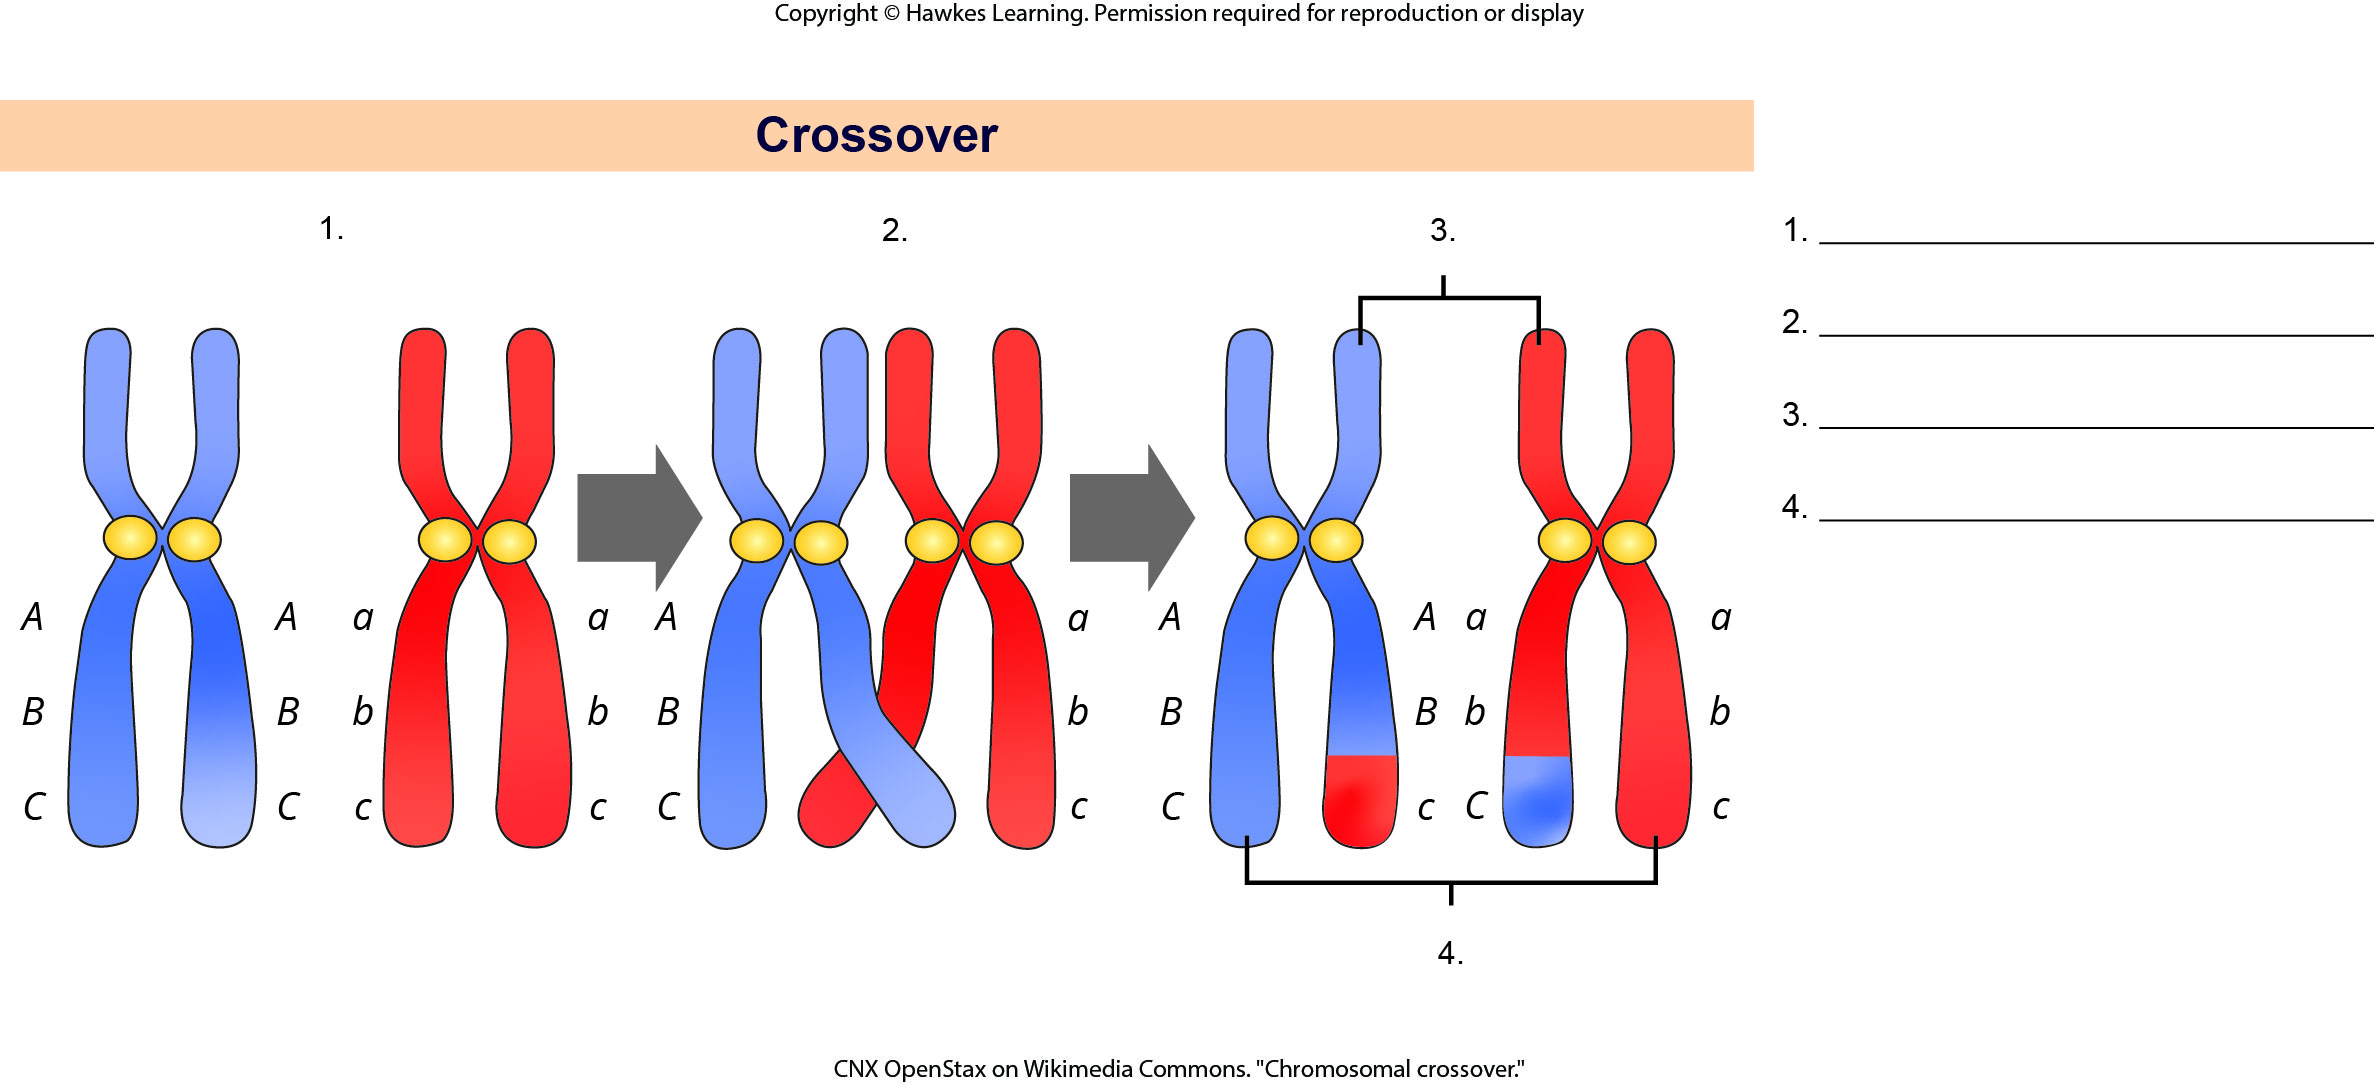 Copyright © Hawkes Learning. Permission required for reproduction or display
Crossover
1. 2. 3.
1.
2.
3.
4.
A A a a A a A A a a
B B b b B b B B b b
C C c c C c C c C c
4.
CNX OpenStax on Wikimedia Commons. "Chromosomal crossover."